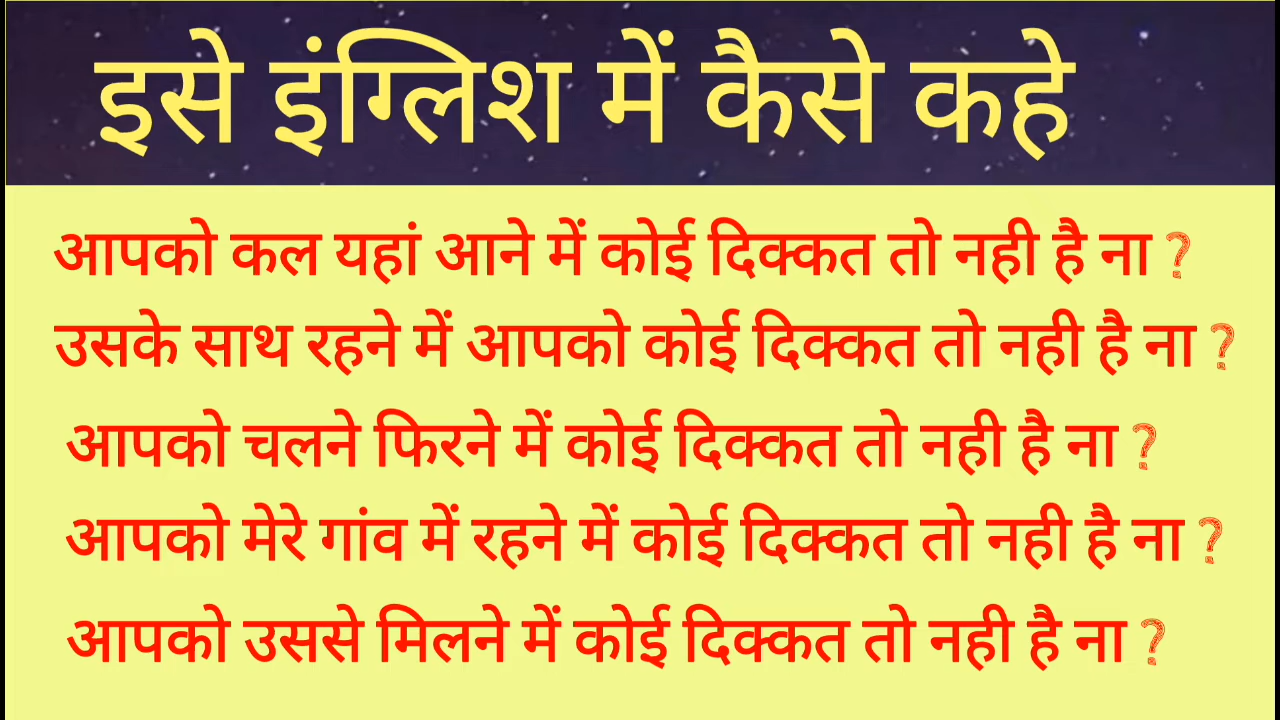 इसे इंग्लिश में कैसे कहे
आपको कल यहां आने में कोई दिक्कत तो नही है ना ?
उसके साथ रहने में आपको कोई दिक्कत तो नही है ना ?
आपको चलने फिरने में कोई दिक्कत तो नही है ना ?
आपको मेरे गांव में रहने में कोई दिक्कत तो नही है ना ?
आपको उससे मिलने में कोई दिक्कत तो नही है ना ?